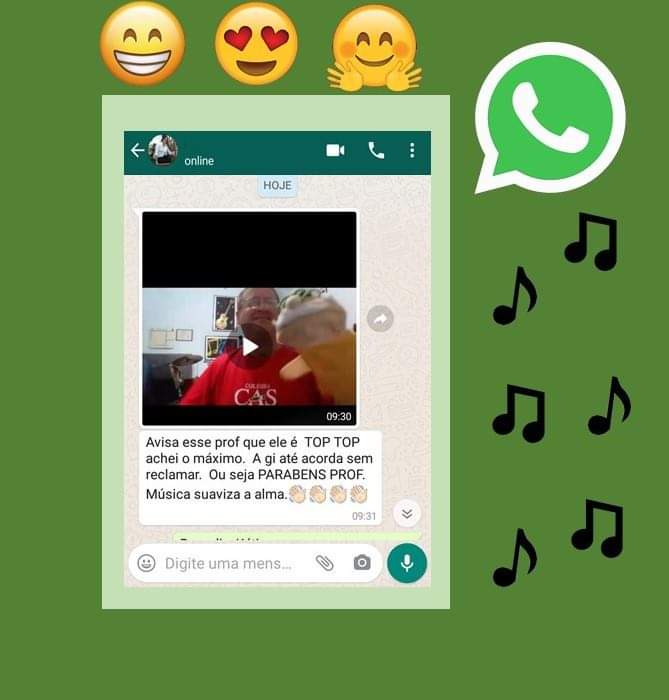 online
HOJE
COLÉGIO
CAS
09:30
Avisa esse prof que ele é TOP TOP
achei o máximo. A gi até acorda sem
reclamar. Ou seja PARABENS PROF.
Música suaviza a alma.👏🏻👏🏻👏🏻👏🏻
09:31
Digite uma mens...